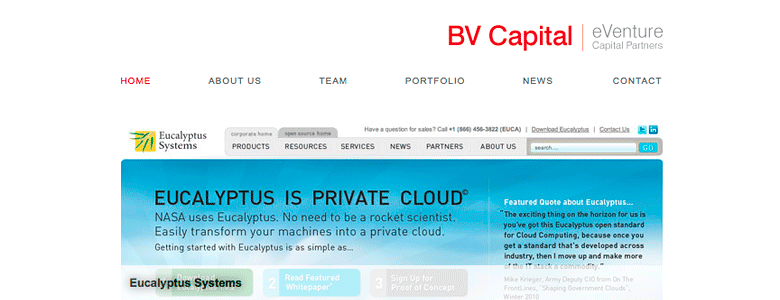 BV Capital
eVenture
Capital Partners
HOME ABOUT US TEAM PORTFOLIO NEWS CONTACT
Eucalyptus
Systems
corporate home open source home
Have a question for sales? Call +1 (866) 456-3822 (EUCA) | Download Eucalyptus | Contact Us
PRODUCTS RESOURCES SERVICES NEWS PARTNERS ABOUT US
search.... GO
EUCALYPTUS IS PRIVATE CLOUD©
NASA uses Eucalyptus. No need to be a rocket scientist.
Easily transform your machines into a private cloud.
Getting started with Eucalyptus is as simple as...
Featured Quote about Eucalyptus...
"The exciting thing on the horizon for us is
you've got this Eucalyptus open standard
for Cloud Computing, because once you
get a standard that's developed across
industry, then I move up and make more
of the IT stack a commodity."
Mike Krieger, Army Deputy CIO from On The
FrontLines, "Shaping Government Clouds",
Winter 2010
Download
2 Read Featured
Whitepaper
3 Sign Up for
Proof of Concept
Eucalyptus Systems